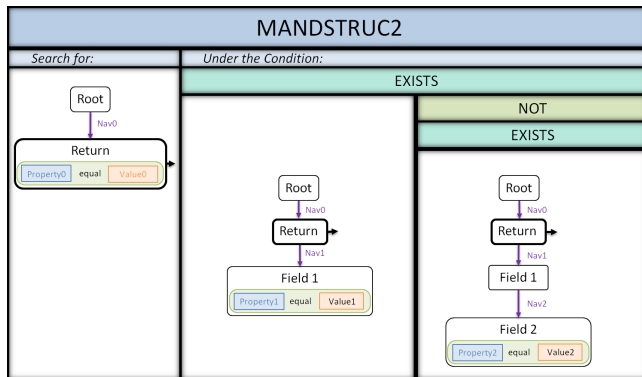 MANDSTRUC2
Search for:
Under the Condition:
EXISTS
NOT
EXISTS
Root
Nav0
Return
Property0 equal Value0
Root
Nav0
Return
Nav1
Field 1
Property1 equal Value1
Root
Nav0
Return
Nav1
Field 1
Nav2
Field 2
Property2 equal Value2